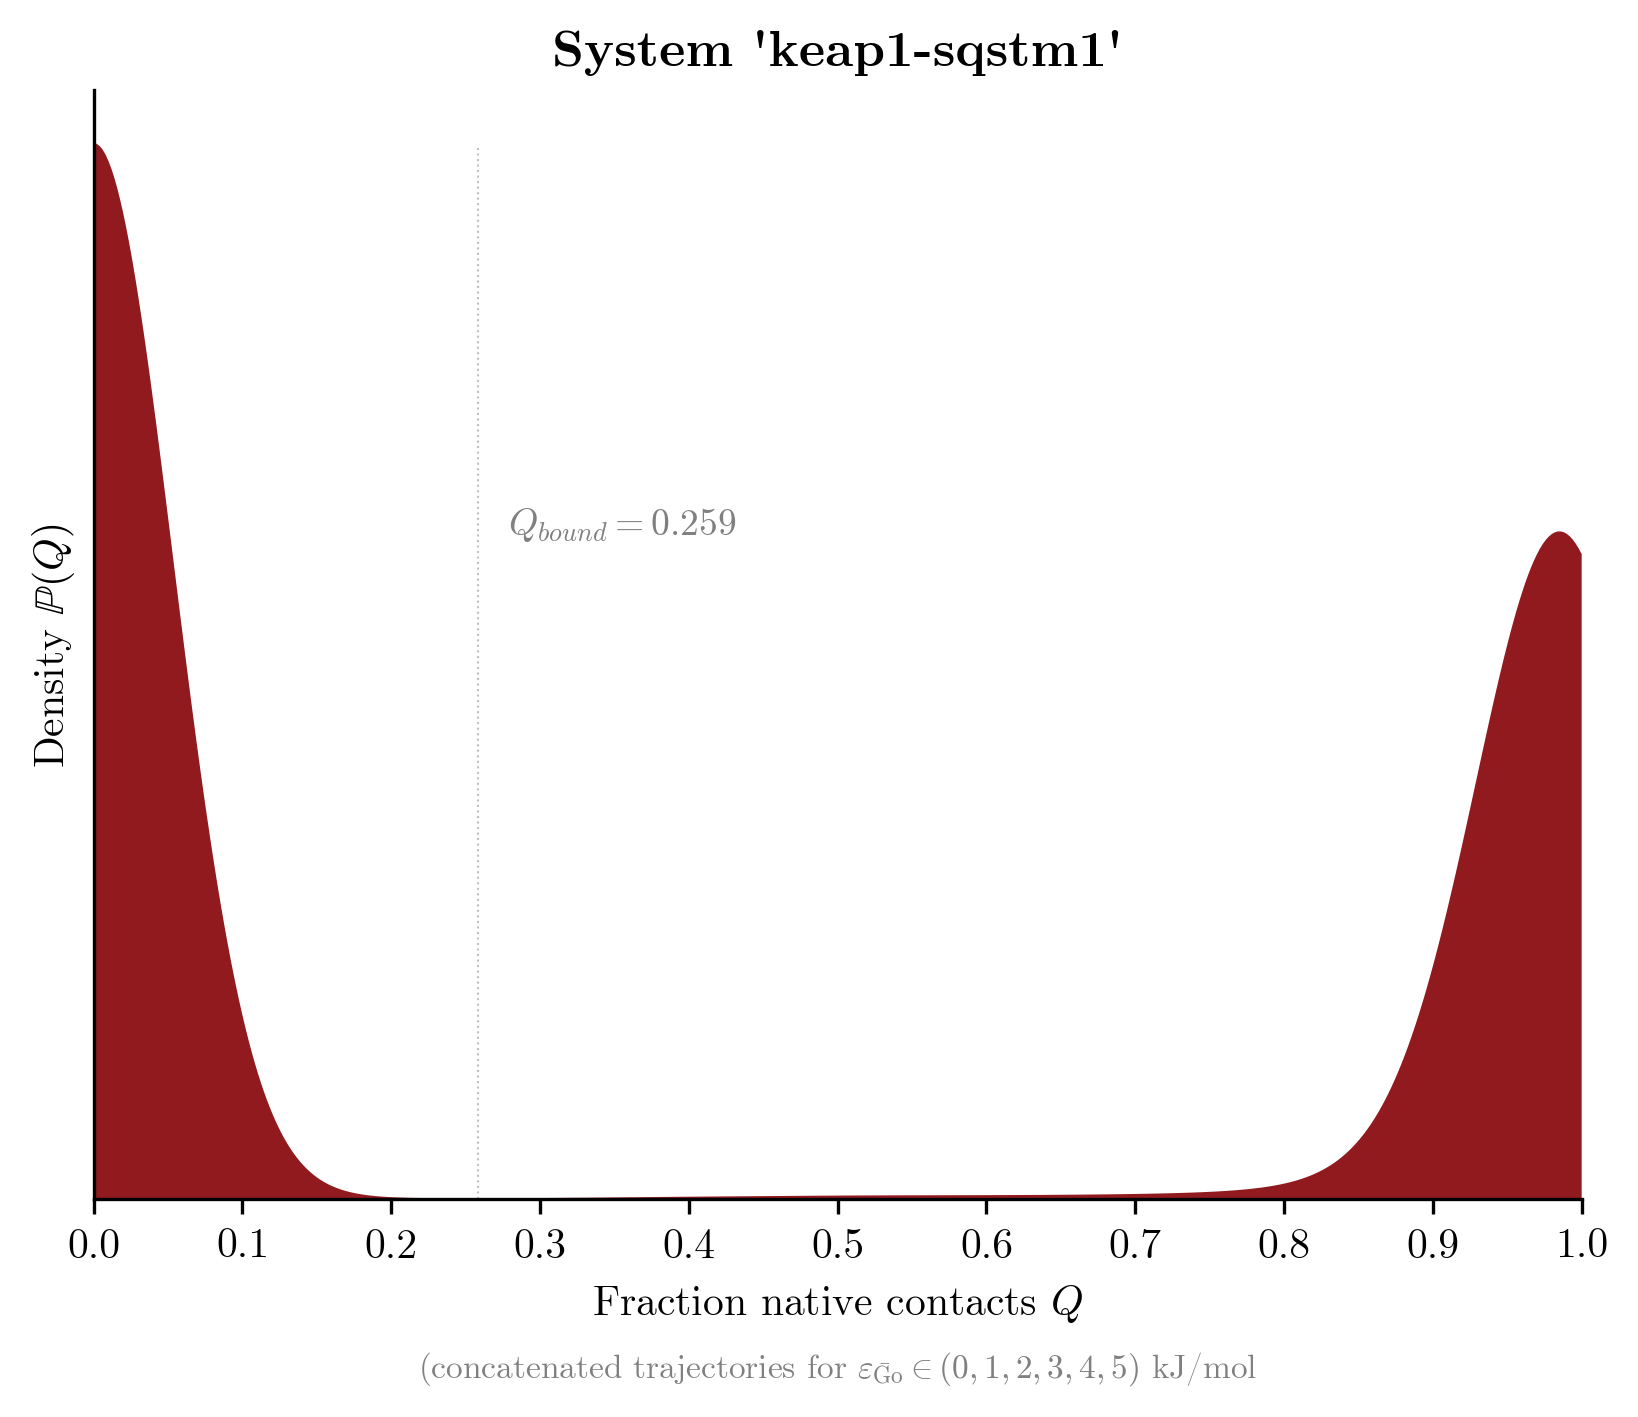 System 'keap1-sqstm1'
Density ℙ(Q)
Q_bound = 0.259
0.0 0.1 0.2 0.3 0.4 0.5 0.6 0.7 0.8 0.9 1.0
Fraction native contacts Q
(concatenated trajectories for ε_Ḡo ∈ (0, 1, 2, 3, 4, 5) kJ/mol